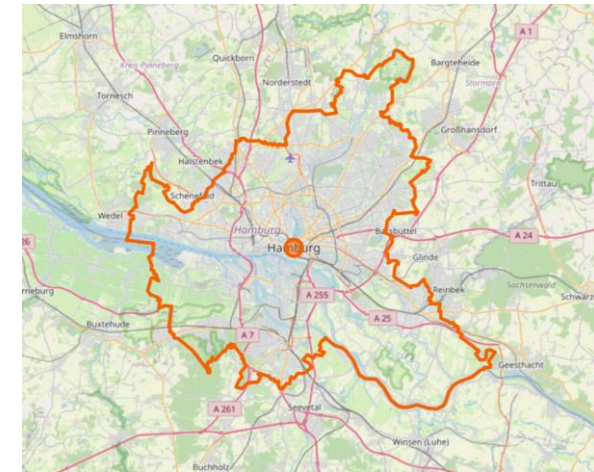 Elmshorn
A 1
Quickborn
Bargteheide
Kreis Pinneberg
Norderstedt
Stormarn
Tornesch
Pinneberg
Großhansdorf
Halstenbek
Trittau
Schenefeld
Wedel
Hamburg
Barsbüttel
A 24
26
Hamburg
Glinde
Reinbek
Sachsenwald
A 255
Schwarz
A 25
Buxtehude
A 7
Geesthacht
A 261
Seevetal
Winsen (Luhe)
Buchholz